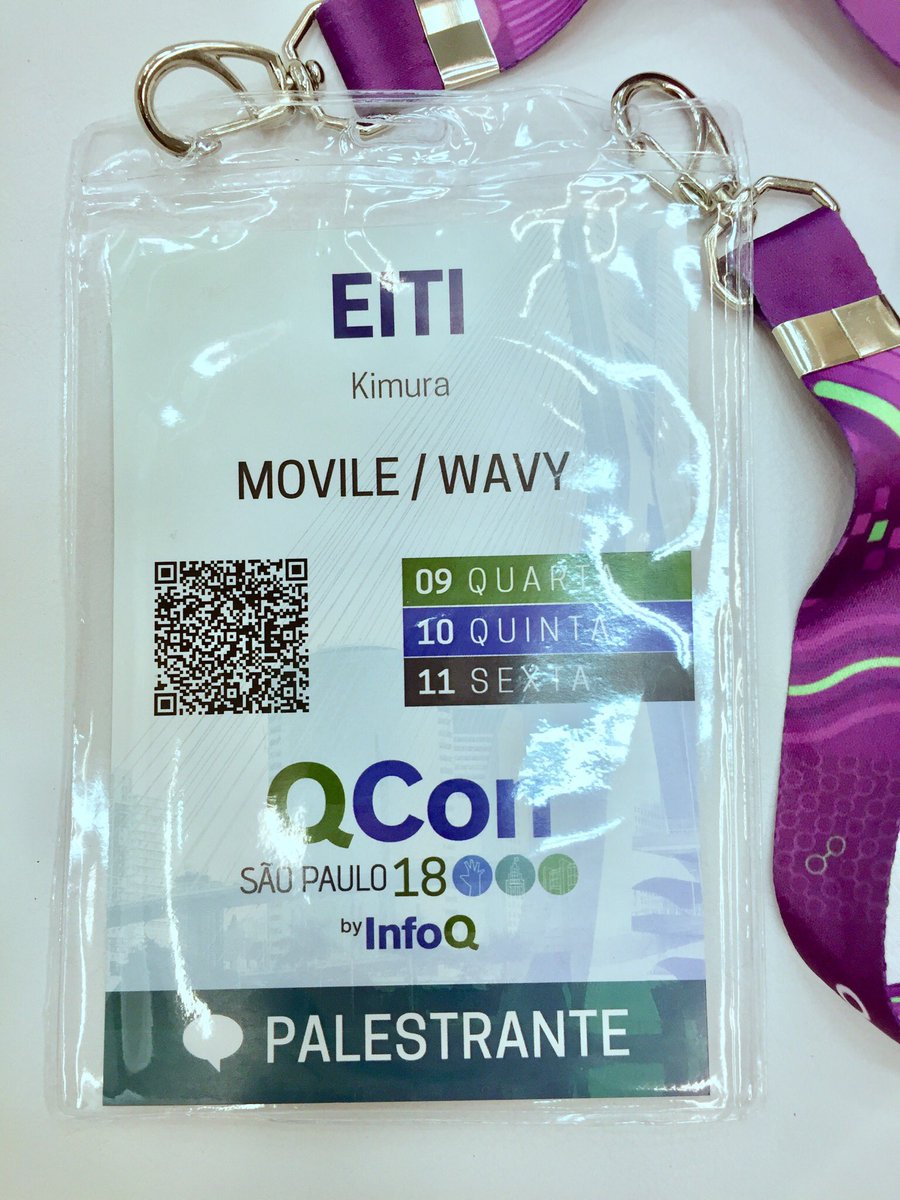 EITI
Kimura
MOVILE / WAVY
09 QUARTA
10 QUINTA
11 SEXTA
QCon
SÃO PAULO 18
by InfoQ
PALESTRANTE